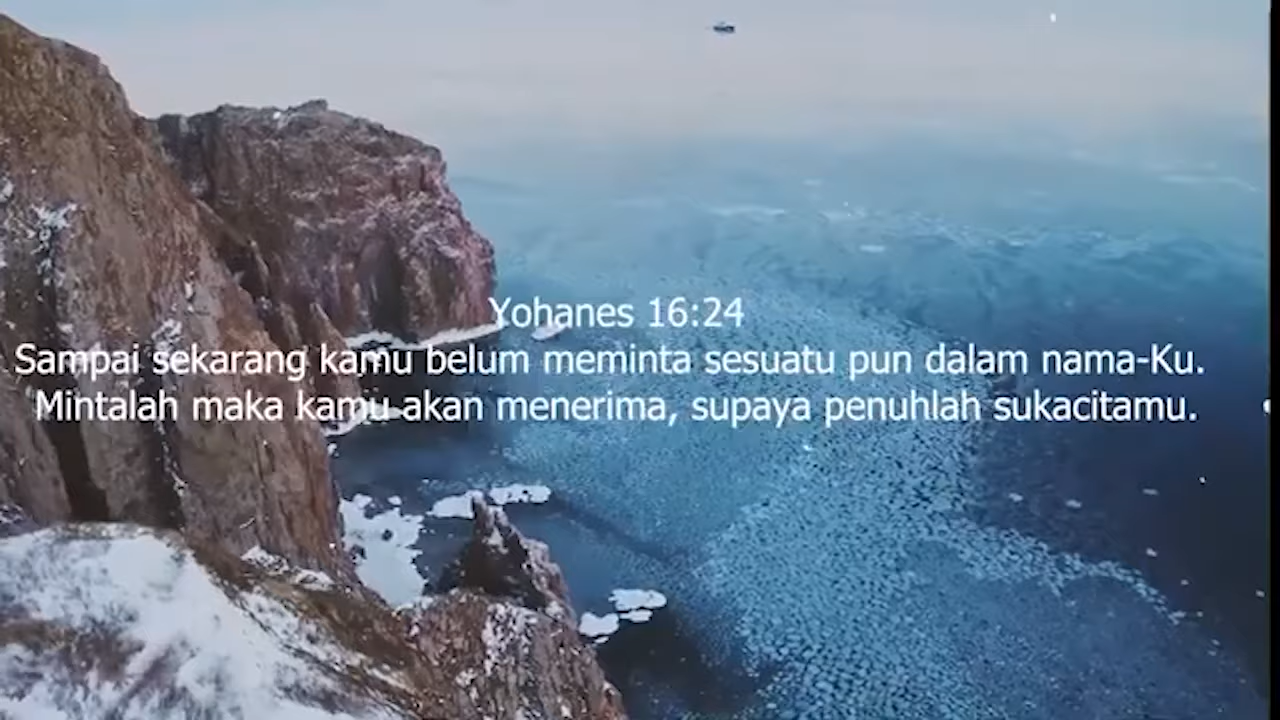 Yohanes 16:24
Sampai sekarang kamu belum meminta sesuatu pun dalam nama-Ku.
Mintalah maka kamu akan menerima, supaya penuhlah sukacitamu.